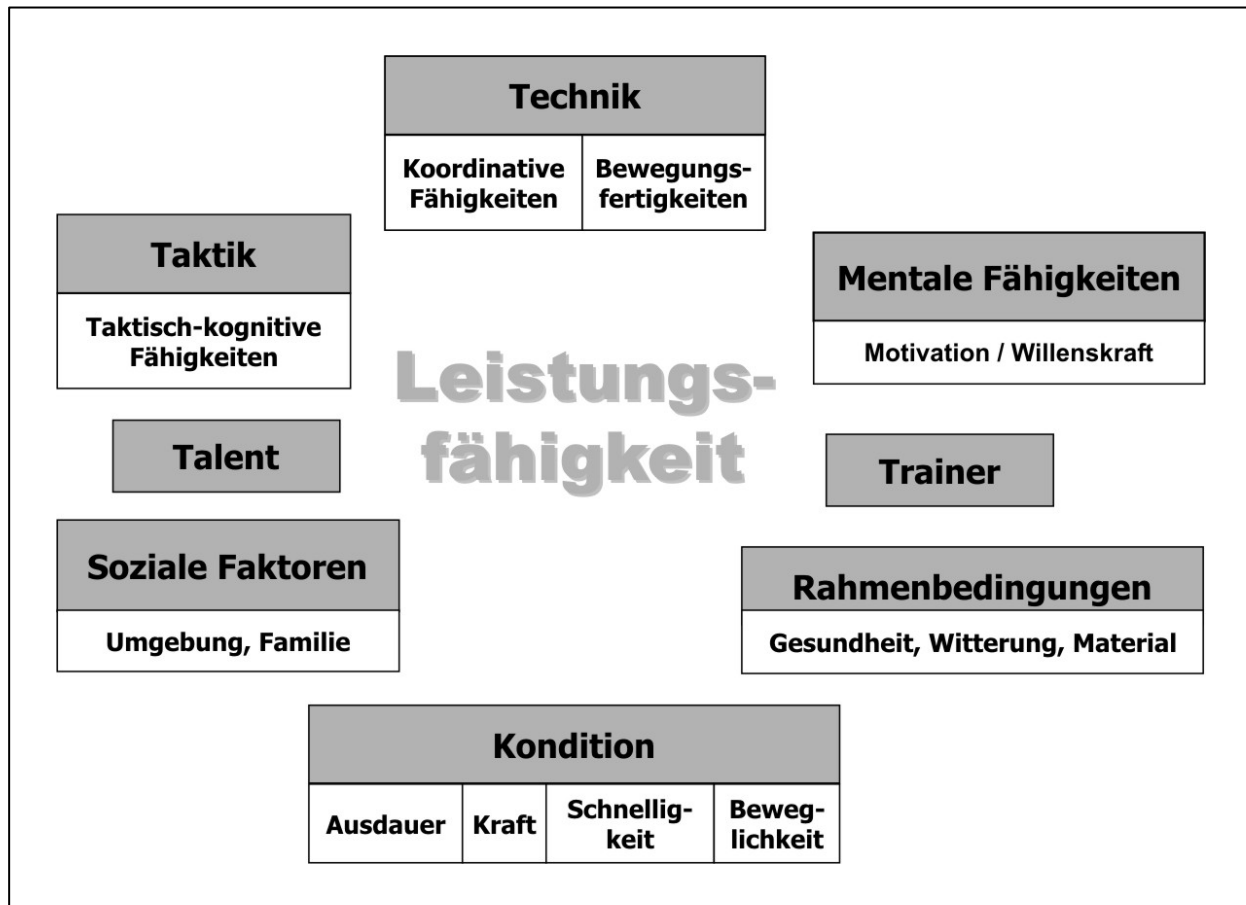 Technik
Koordinative
Fähigkeiten
Bewegungs-
fertigkeiten
Taktik
Taktisch-kognitive
Fähigkeiten
Mentale Fähigkeiten
Motivation / Willenskraft
Leistungs-
fähigkeit
Talent
Trainer
Soziale Faktoren
Umgebung, Familie
Rahmenbedingungen
Gesundheit, Witterung, Material
Kondition
Ausdauer
Kraft
Schnellig-
keit
Beweg-
lichkeit